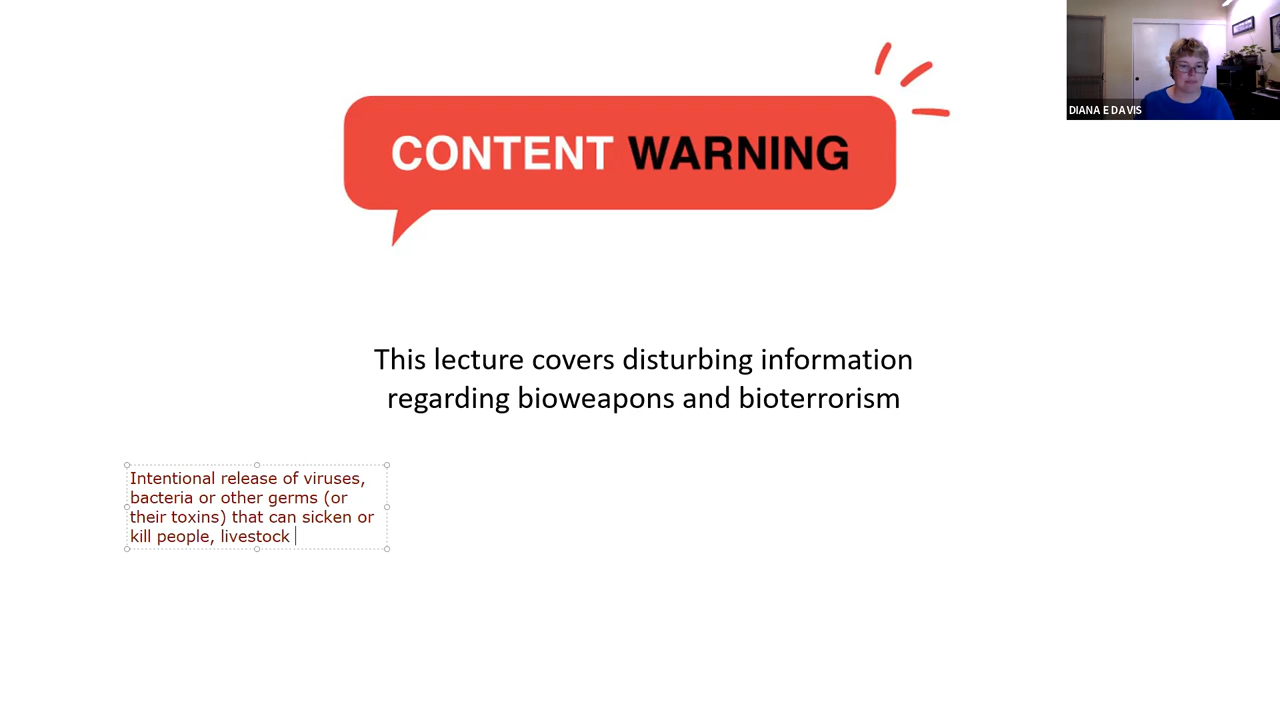 CONTENT WARNING
DIANA E DAVIS
This lecture covers disturbing information
regarding bioweapons and bioterrorism
Intentional release of viruses,
bacteria or other germs (or
their toxins) that can sicken or
kill people, livestock